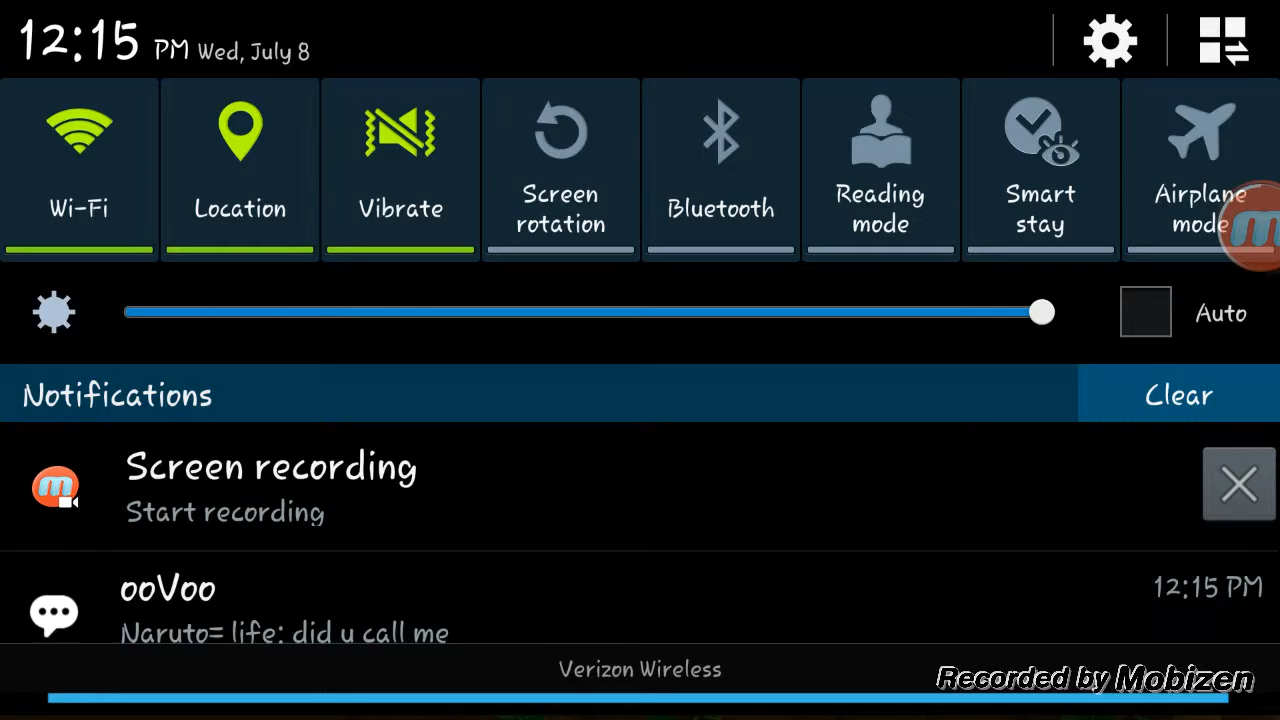 12:15 PM Wed, July 8
Wi-Fi
Location
Vibrate
Screen
rotation
Bluetooth
Reading
mode
Smart
stay
Airplane
mode
Auto
Notifications
Clear
Screen recording
Start recording
ooVoo
12:15 PM
Naruto= life: did u call me
Verizon Wireless
Recorded by Mobizen